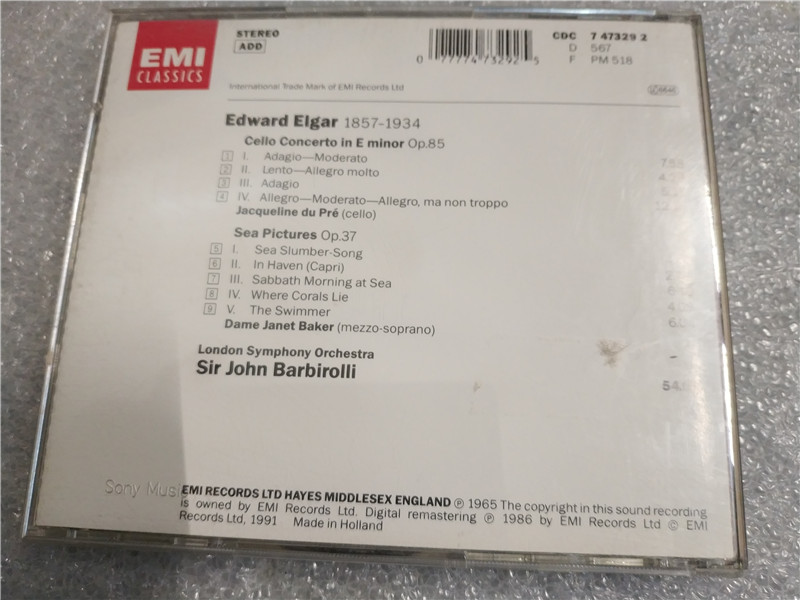 EMI
CLASSICS
STEREO
ADD
0 77774 73292 5
CDC 7 47329 2
D 567
F PM 518
International Trade Mark of EMI Records Ltd
Edward Elgar 1857-1934
Cello Concerto in E minor Op.85
1 I. Adagio—Moderato
2 II. Lento—Allegro molto
3 III. Adagio
4 IV. Allegro—Moderato—Allegro, ma non troppo
Jacqueline du Pré (cello)
Sea Pictures Op.37
5 I. Sea Slumber-Song
6 II. In Haven (Capri)
7 III. Sabbath Morning at Sea
8 IV. Where Corals Lie
9 V. The Swimmer
Dame Janet Baker (mezzo-soprano)
London Symphony Orchestra
Sir John Barbirolli
Sony Music
EMI RECORDS LTD HAYES MIDDLESEX ENGLAND ℗ 1965 The copyright in this sound recording
is owned by EMI Records Ltd. Digital remastering ℗ 1986 by EMI Records Ltd © EMI
Records Ltd, 1991 Made in Holland